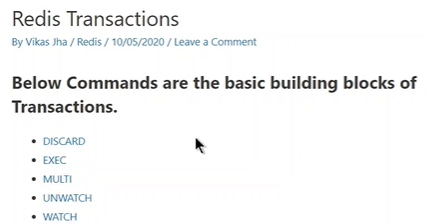 Redis Transactions
By Vikas Jha / Redis / 10/05/2020 / Leave a Comment
Below Commands are the basic building blocks of
Transactions.
DISCARD
EXEC
MULTI
UNWATCH
WATCH